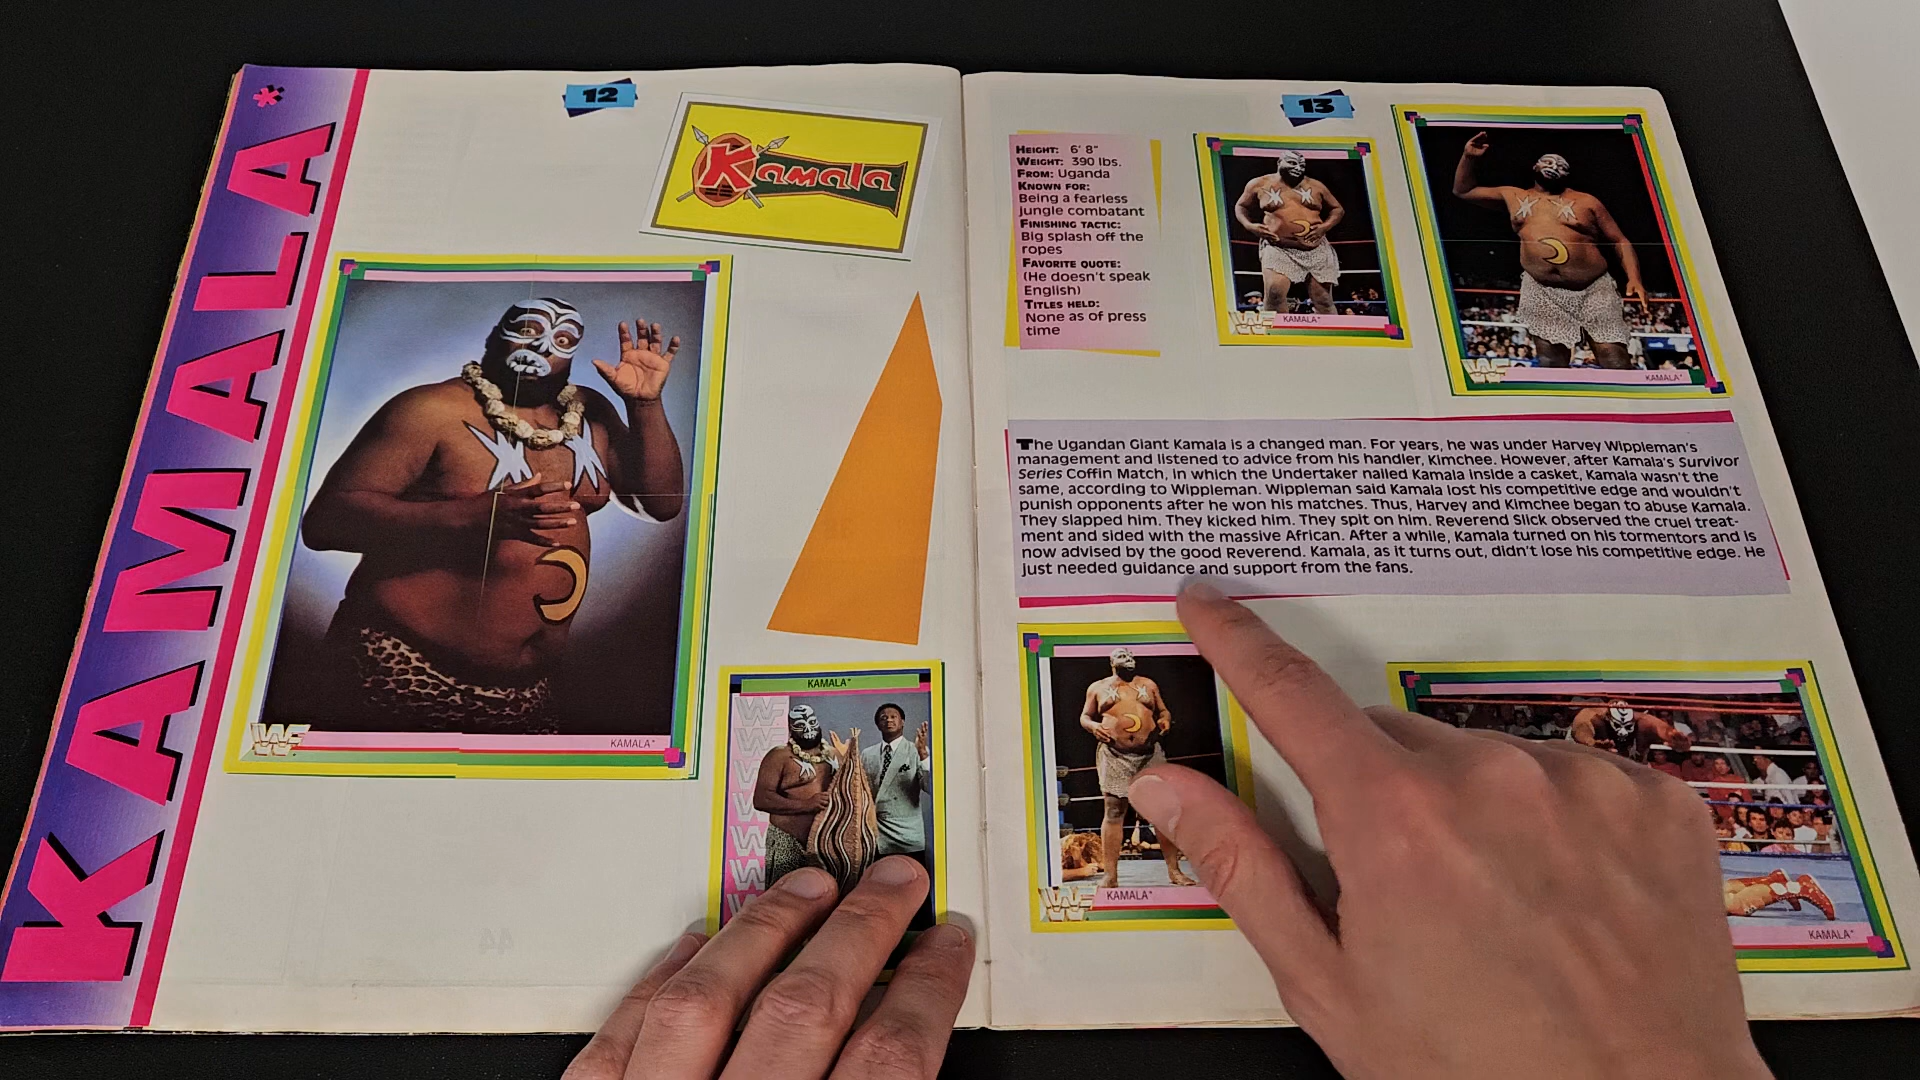 KAMALA*
12
Kamala
KAMALA*
WF
KAMALA*
13
HEIGHT: 6' 8"
WEIGHT: 390 lbs.
FROM: Uganda
KNOWN FOR:
Being a fearless
jungle combatant
FINISHING TACTIC:
Big splash off the
ropes
FAVORITE QUOTE:
(He doesn't speak
English)
TITLES HELD:
None as of press
time
WF
KAMALA*
WF
KAMALA*
The Ugandan Giant Kamala is a changed man. For years, he was under Harvey Wippleman's
management and listened to advice from his handler, Kimchee. However, after Kamala's Survivor
Series Coffin Match, in which the Undertaker nailed Kamala inside a casket, Kamala wasn't the
same, according to Wippleman. Wippleman said Kamala lost his competitive edge and wouldn't
punish opponents after he won his matches. Thus, Harvey and Kimchee began to abuse Kamala.
They slapped him. They kicked him. They spit on him. Reverend Slick observed the cruel treat-
ment and sided with the massive African. After a while, Kamala turned on his tormentors and is
now advised by the good Reverend. Kamala, as it turns out, didn't lose his competitive edge. He
just needed guidance and support from the fans.
WF
KAMALA*
KAMALA*